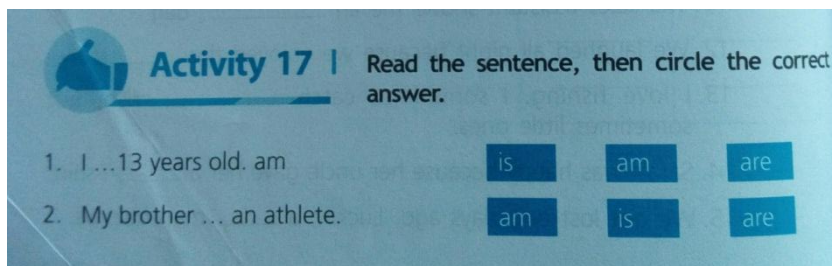 Activity 17 | Read the sentence, then circle the correct
answer.
1. I ...13 years old. am is am are
2. My brother ... an athlete. am is are